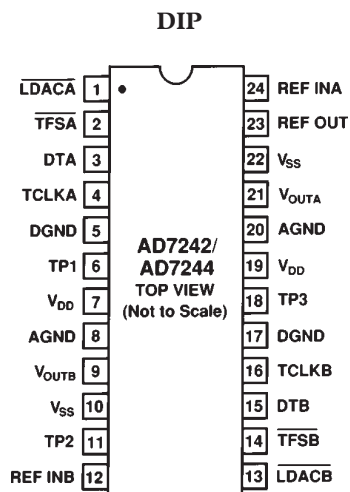 DIP
LDACA 1 24 REF INA
TFSA 2 23 REF OUT
DTA 3 22 VSS
TCLKA 4 21 VOUTA
DGND 5 20 AGND
TP1 6 19 VDD
VDD 7 18 TP3
AGND 8 17 DGND
VOUTB 9 16 TCLKB
VSS 10 15 DTB
TP2 11 14 TFSB
REF INB 12 13 LDACB
AD7242/
AD7244
TOP VIEW
(Not to Scale)